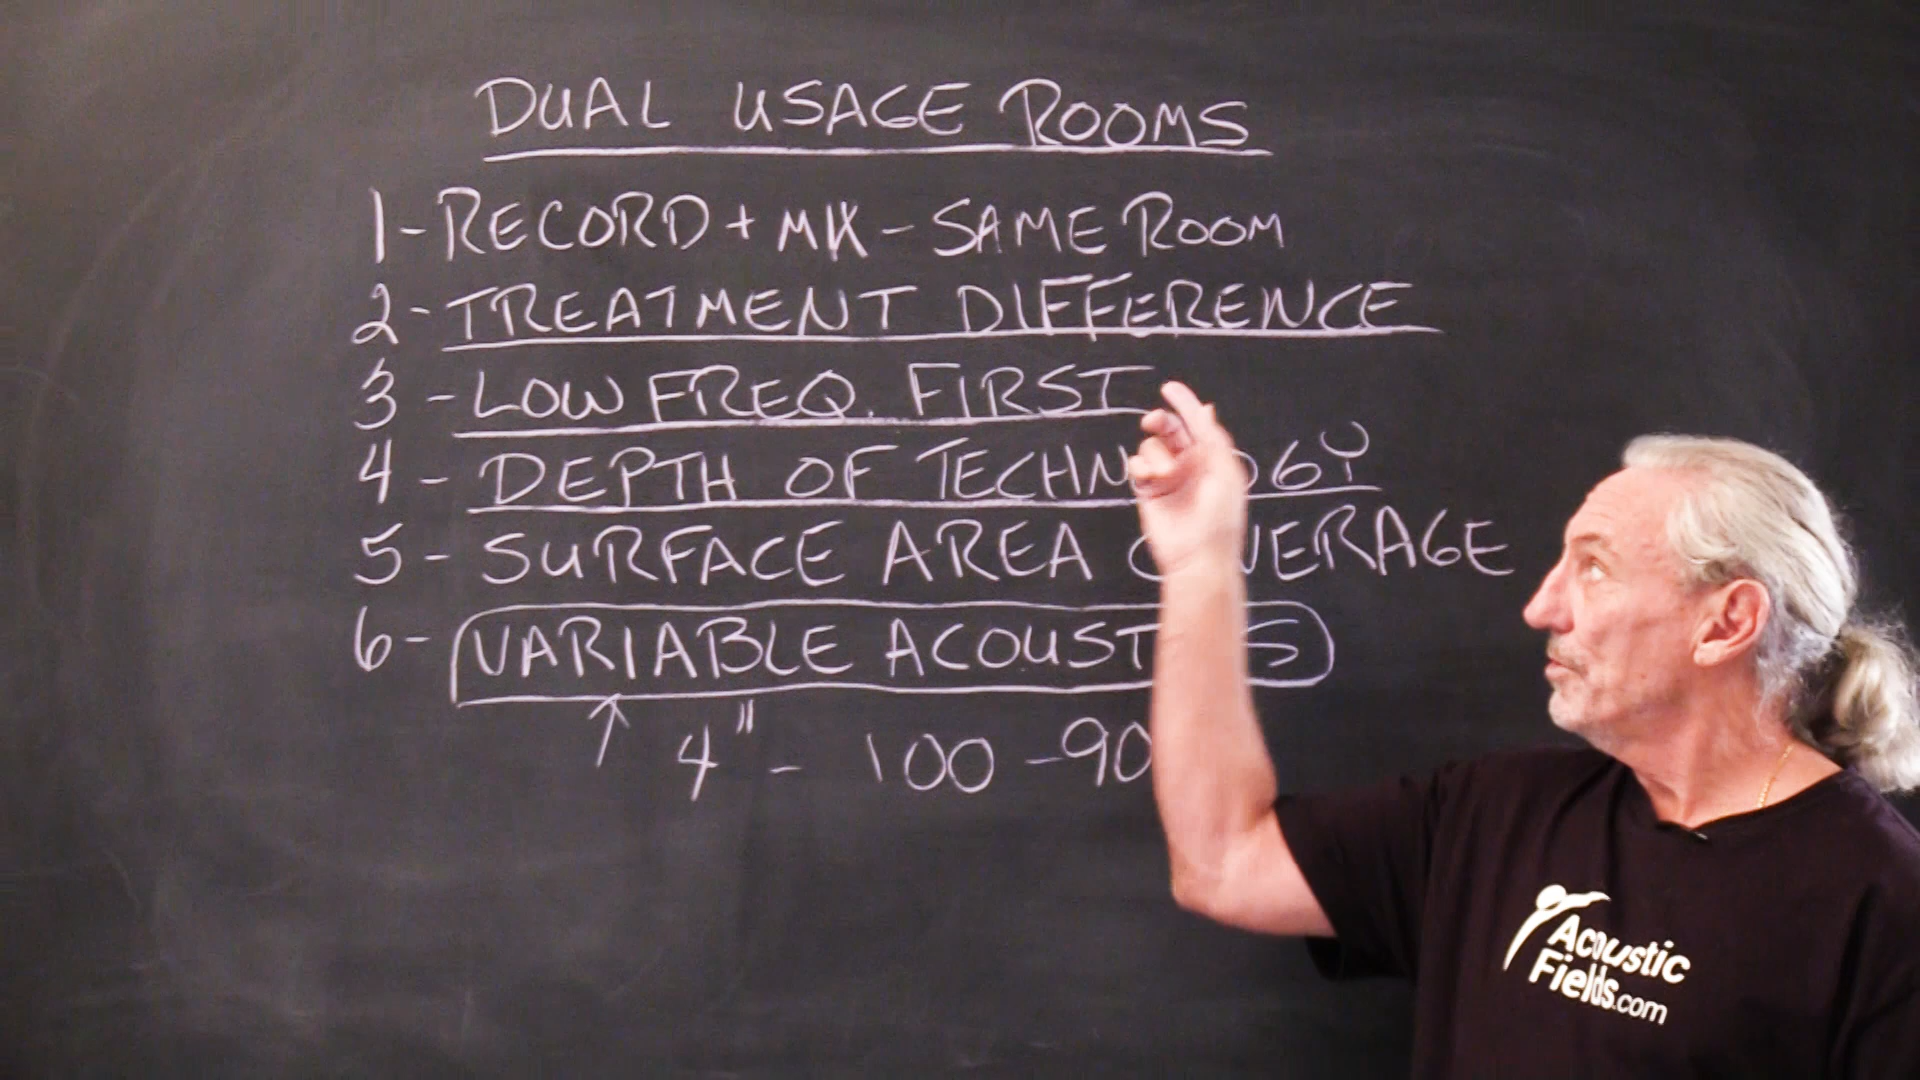 DUAL USAGE ROOMS
1-RECORD + MIX - SAME ROOM
2-TREATMENT DIFFERENCE
3-LOW FREQ. FIRST
4-DEPTH OF
5-SURFACE AREA
6-VARIABLE
4" - 100 - 90
Acoustic
Fields.com